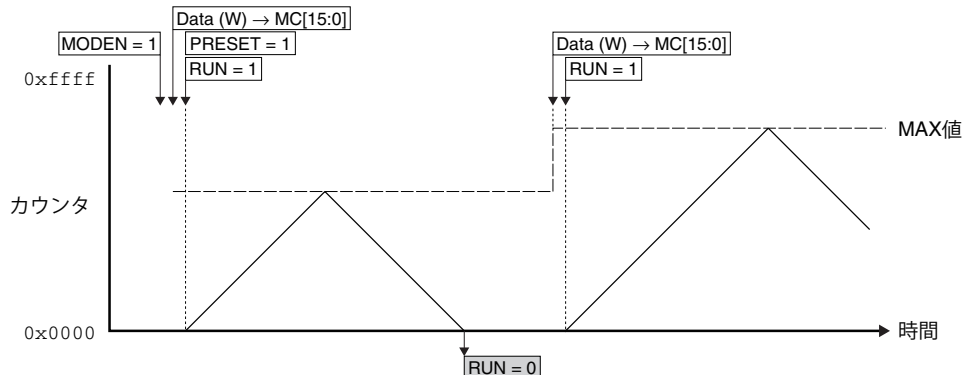 Data (W) → MC[15:0]
MODEN = 1
PRESET = 1
RUN = 1
Data (W) → MC[15:0]
RUN = 1
0xffff
MAX値
カウンタ
0x0000
時間
RUN = 0